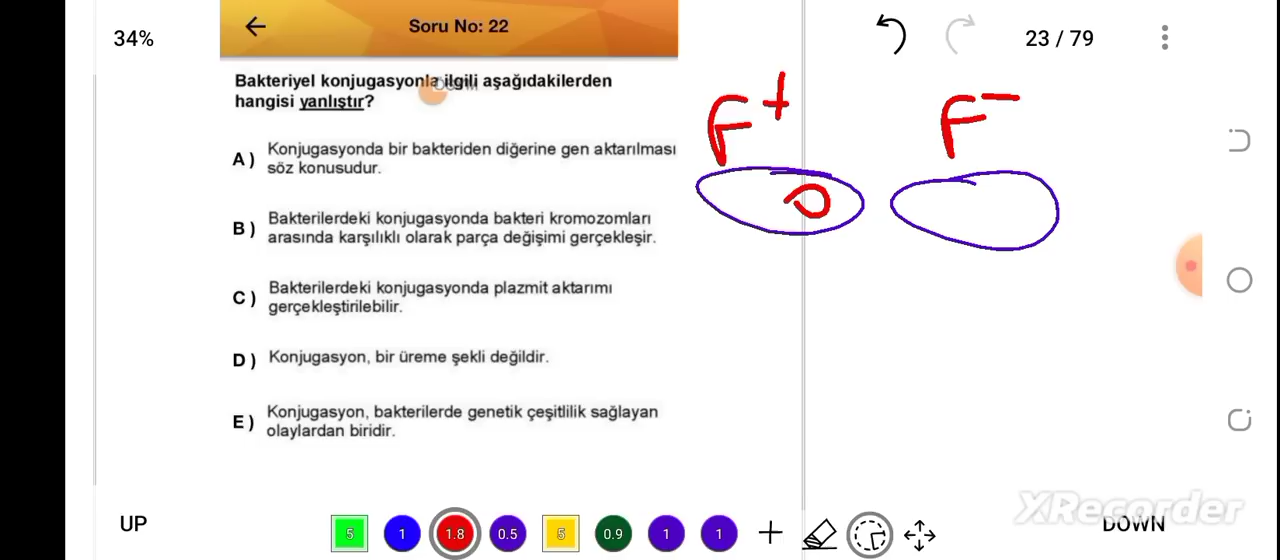 34%
Soru No: 22
23 / 79
Bakteriyel konjugasyonla ilgili aşağıdakilerden
hangisi yanlıştır?
F+
F−
A) Konjugasyonda bir bakteriden diğerine gen aktarılması
söz konusudur.
B) Bakterilerdeki konjugasyonda bakteri kromozomları
arasında karşılıklı olarak parça değişimi gerçekleşir.
C) Bakterilerdeki konjugasyonda plazmit aktarımı
gerçekleştirilebilir.
D) Konjugasyon, bir üreme şekli değildir.
E) Konjugasyon, bakterilerde genetik çeşitlilik sağlayan
olaylardan biridir.
XRecorder
UP
DOWN
5 1 1.8 0.5 5 0.9 1 1